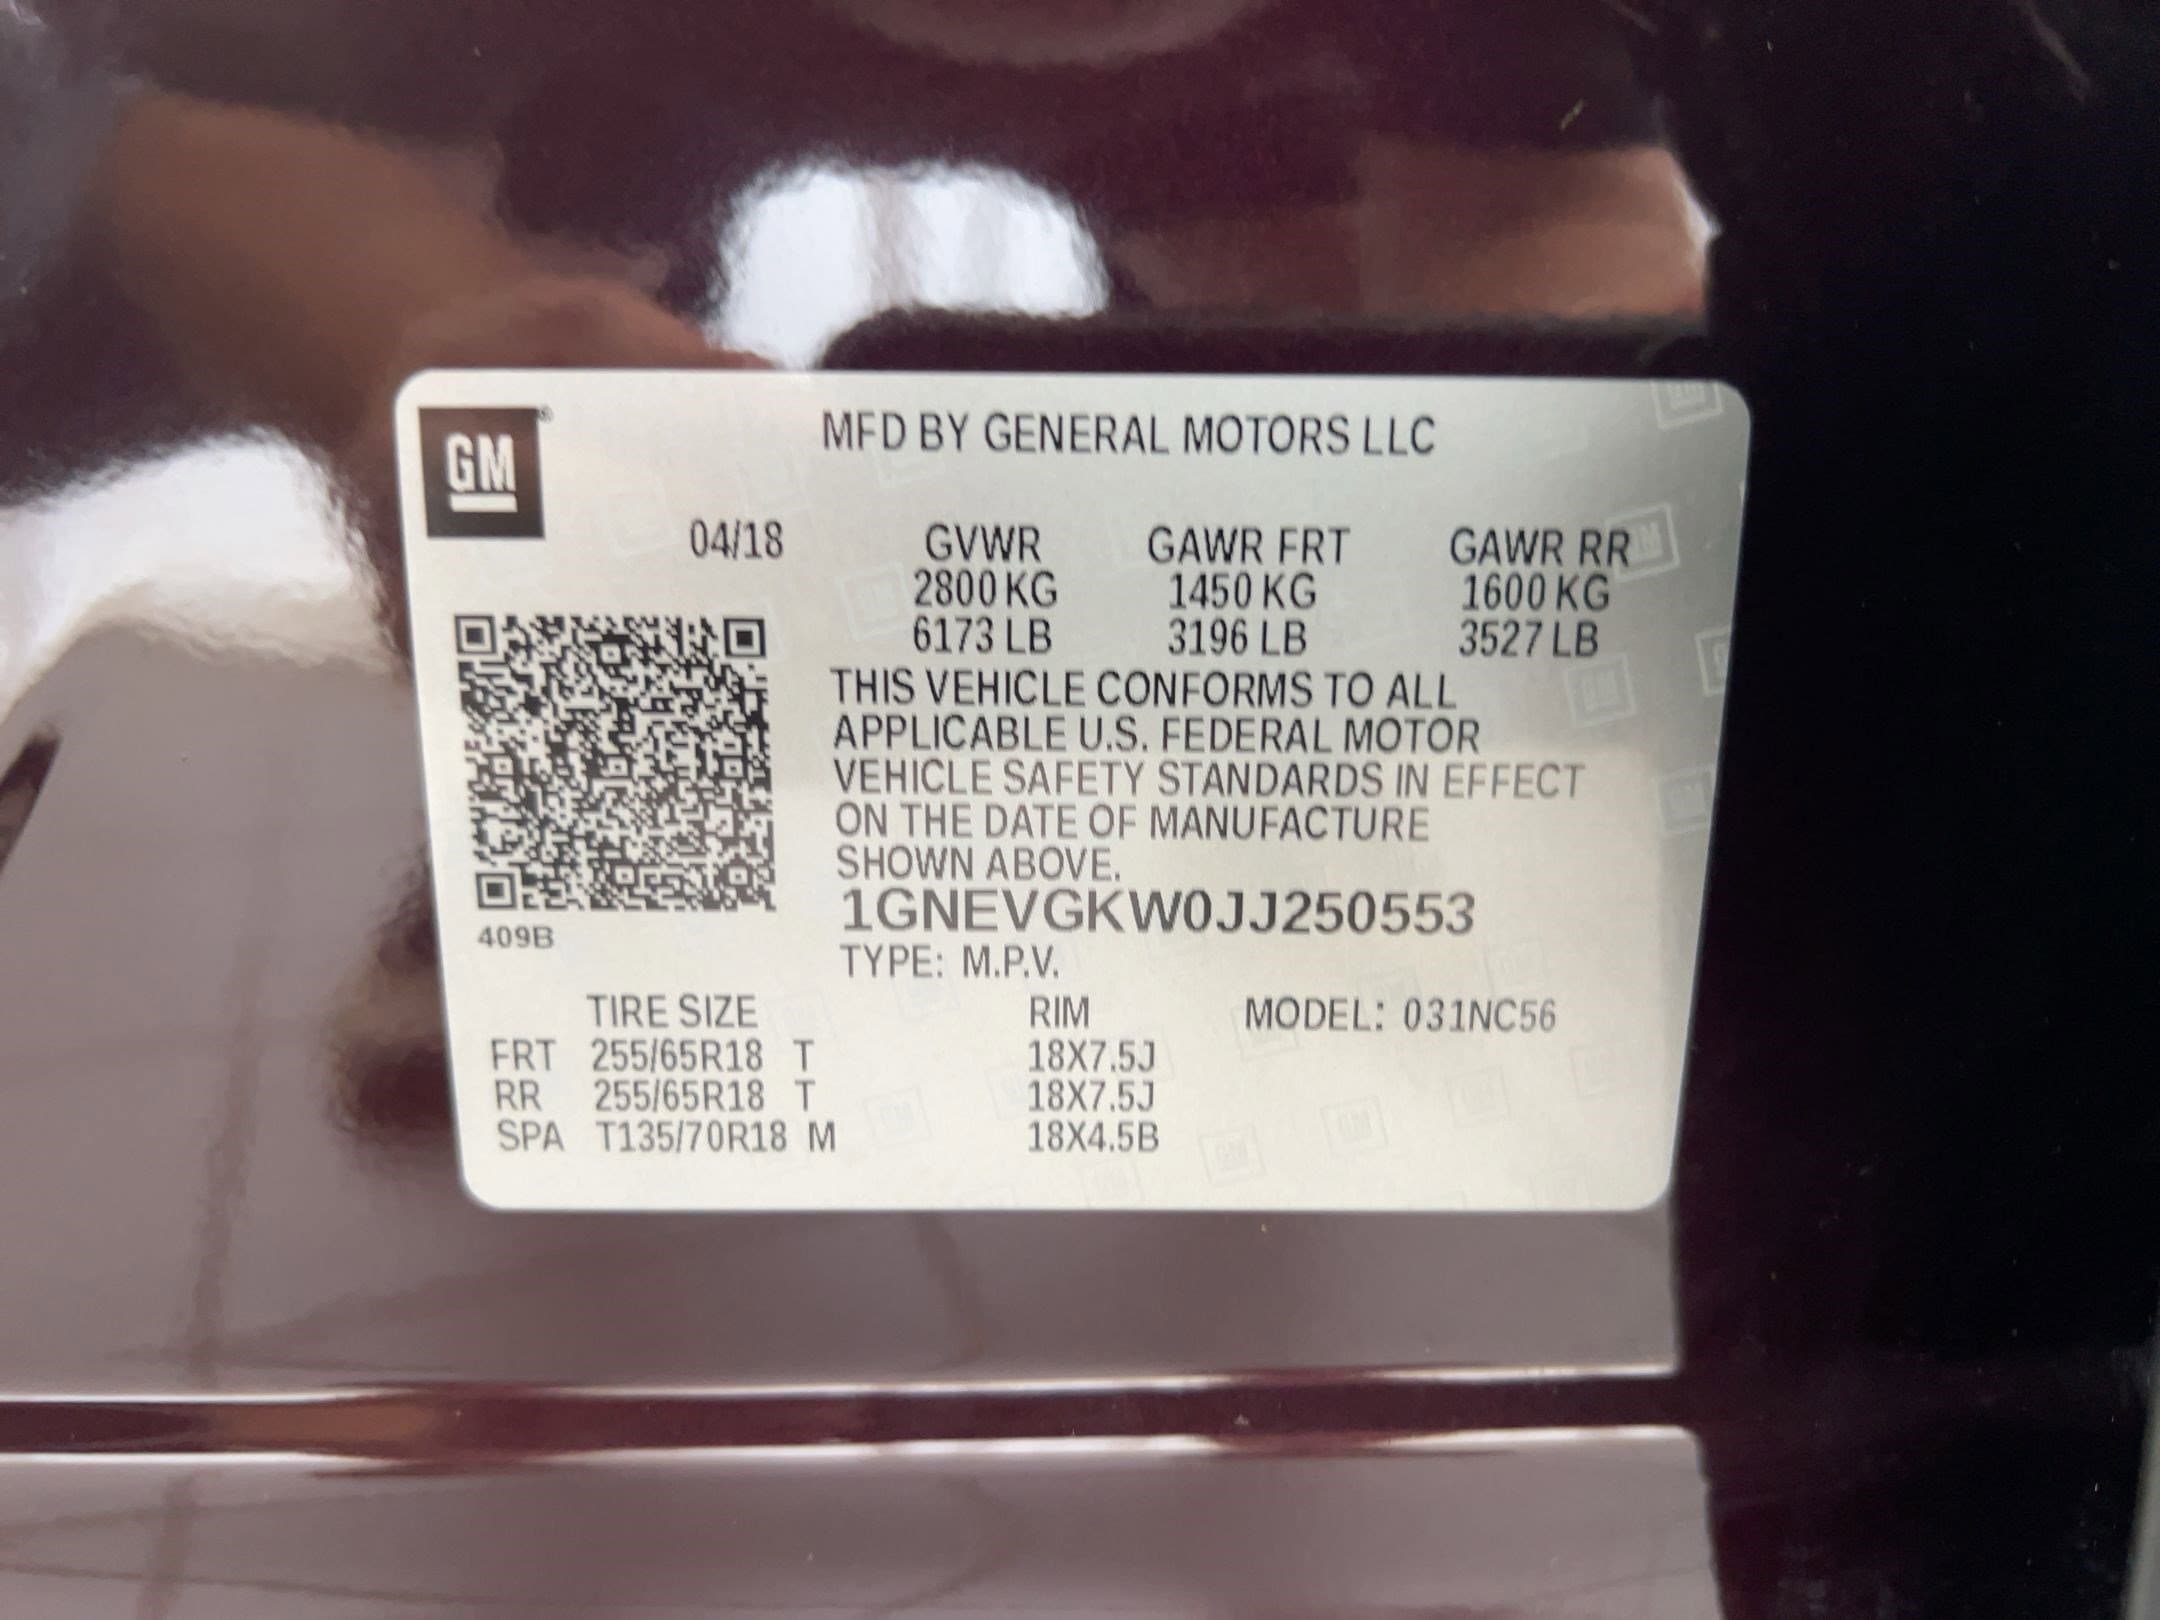 GM
MFD BY GENERAL MOTORS LLC
04/18 GVWR GAWR FRT GAWR RR
2800 KG 1450 KG 1600 KG
6173 LB 3196 LB 3527 LB
THIS VEHICLE CONFORMS TO ALL
APPLICABLE U.S. FEDERAL MOTOR
VEHICLE SAFETY STANDARDS IN EFFECT
ON THE DATE OF MANUFACTURE
SHOWN ABOVE.
1GNEVGKW0JJ250553
409B
TYPE: M.P.V.
TIRE SIZE RIM MODEL: 031NC56
FRT 255/65R18 T 18X7.5J
RR 255/65R18 T 18X7.5J
SPA T135/70R18 M 18X4.5B